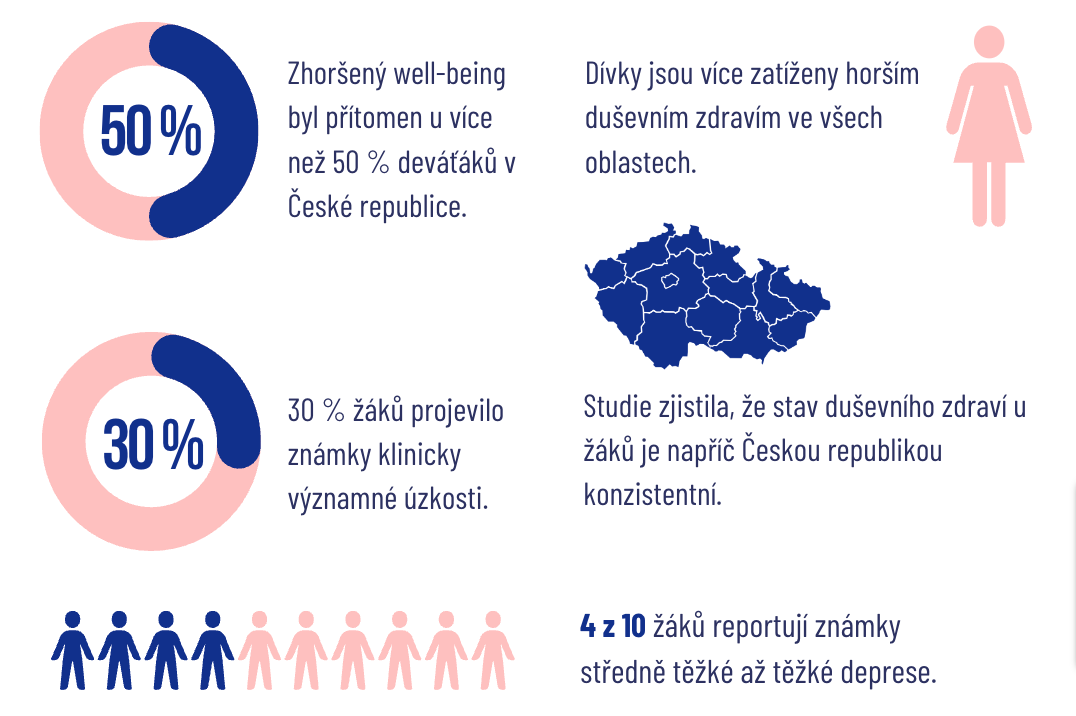 50 %
Zhoršený well-being
byl přítomen u více
než 50 % deváťáků v
České republice.
Dívky jsou více zatíženy horším
duševním zdravím ve všech
oblastech.
30 %
30 % žáků projevilo
známky klinicky
významné úzkosti.
Studie zjistila, že stav duševního zdraví u
žáků je napříč Českou republikou
konzistentní.
4 z 10 žáků reportují známky
středně těžké až těžké deprese.